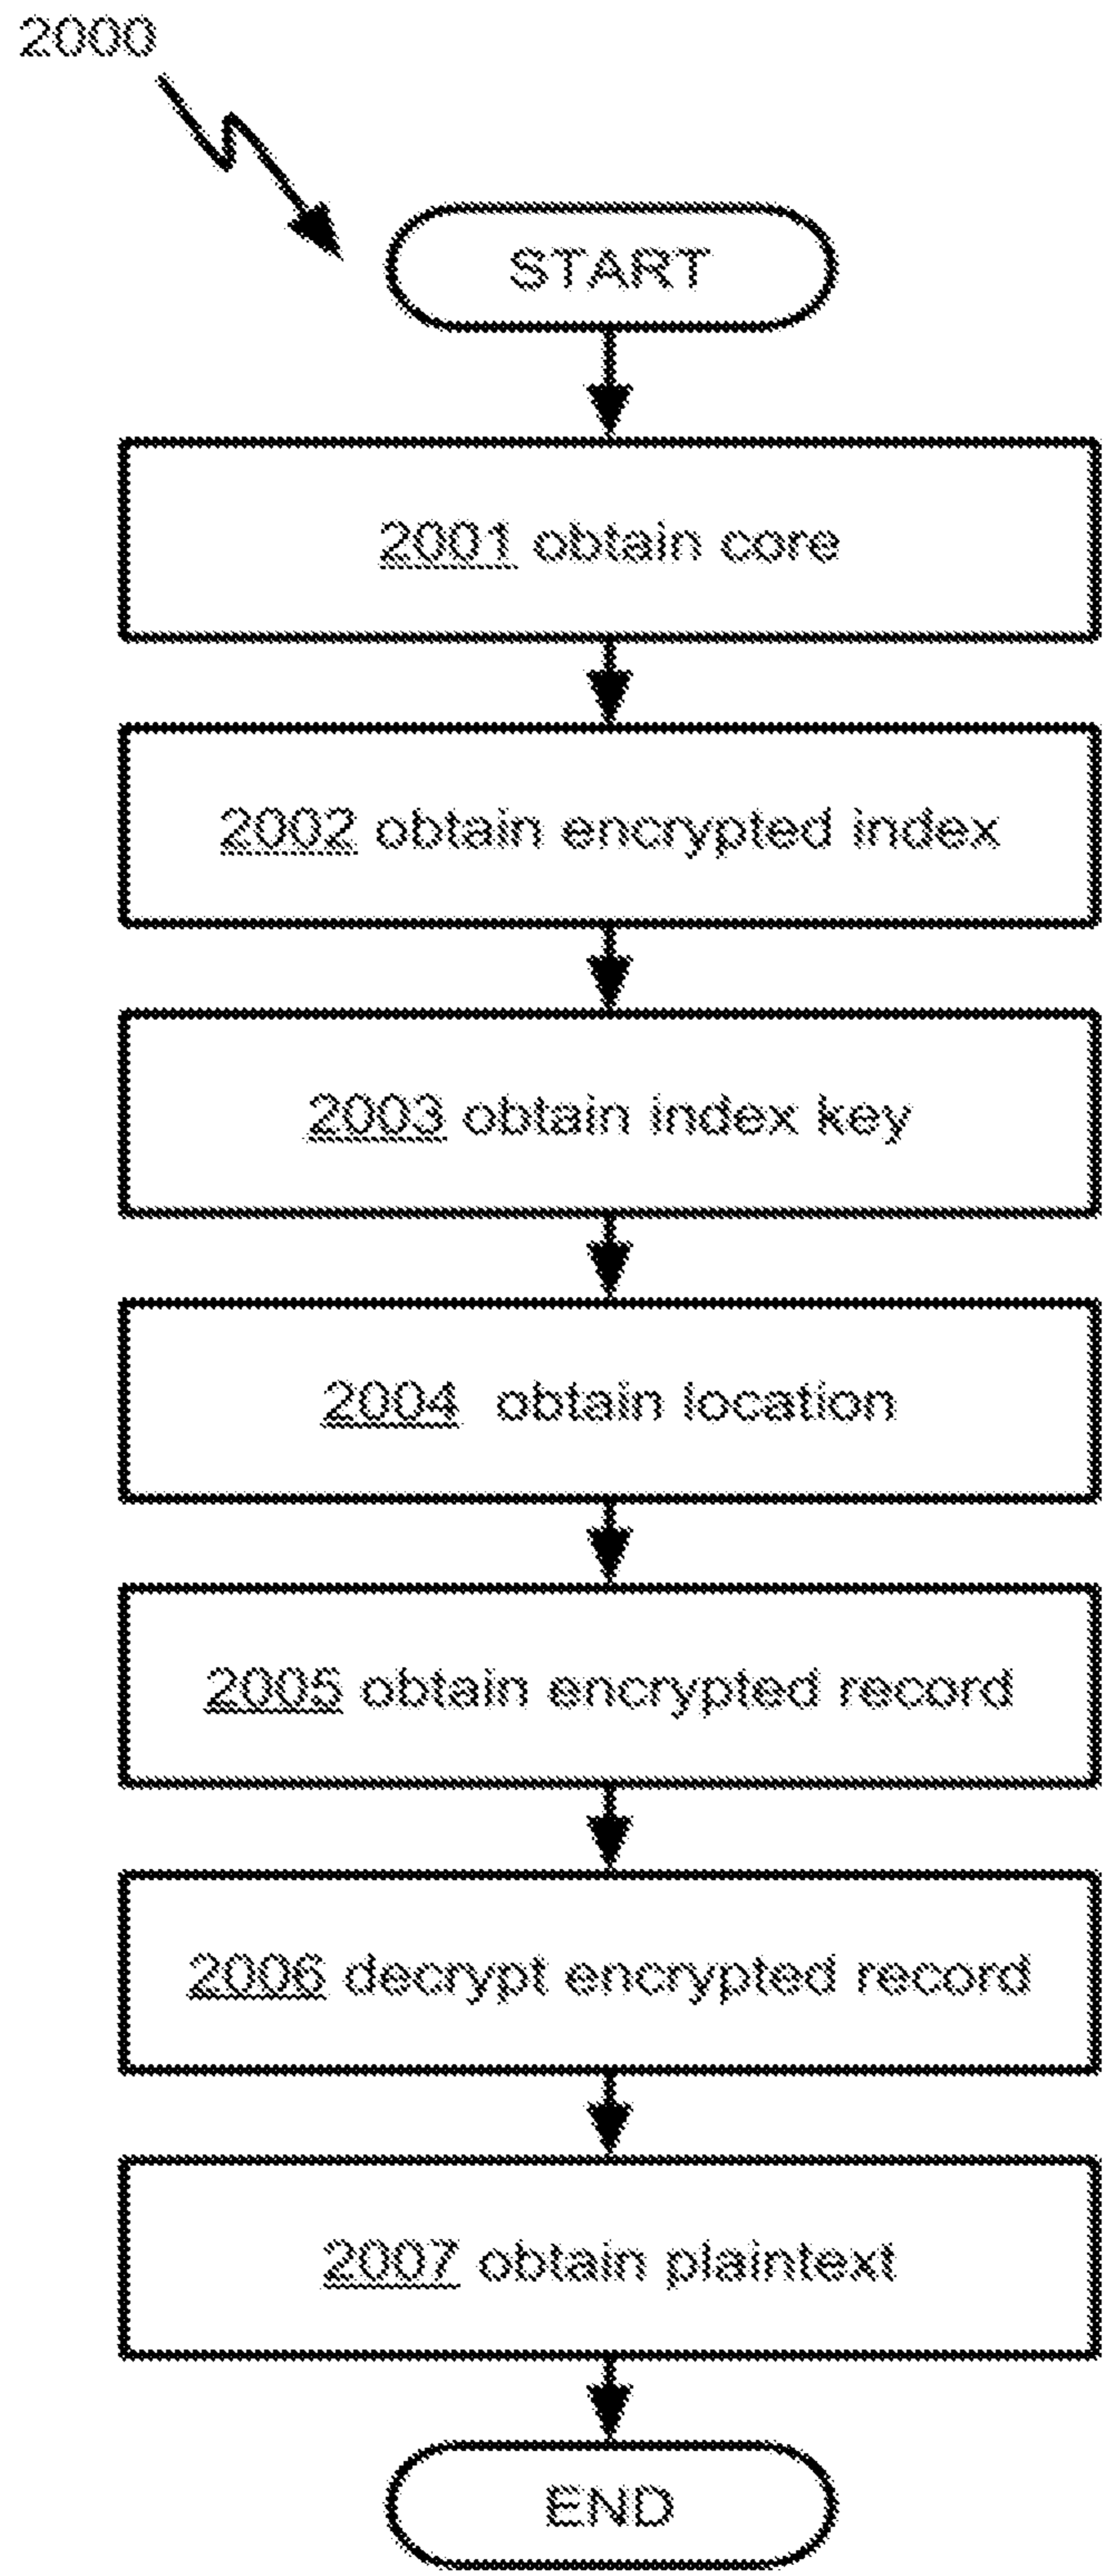 2000
START
2001 obtain core
2002 obtain encrypted index
2003 obtain index key
2004 obtain location
2005 obtain encrypted record
2006 decrypt encrypted record
2007 obtain plaintext
END